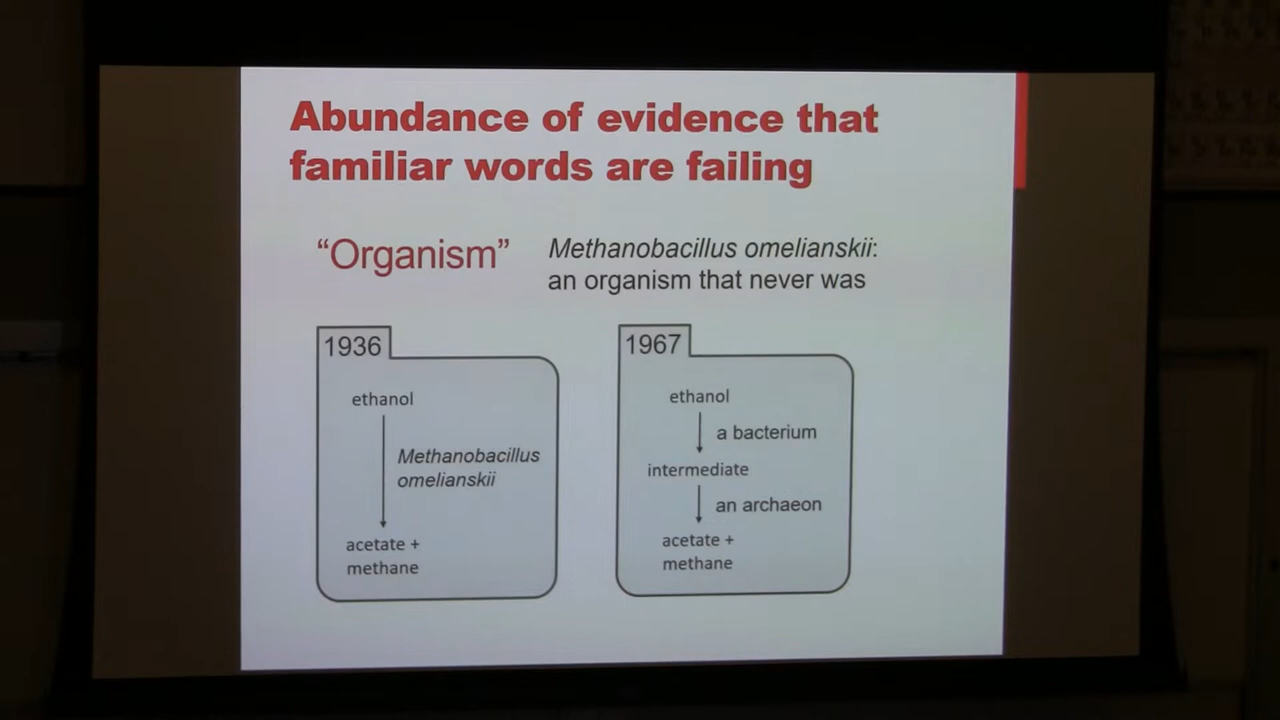 Abundance of evidence that
familiar words are failing
“Organism”
Methanobacillus omelianskii:
an organism that never was
1936
ethanol
Methanobacillus
omelianskii
acetate +
methane
1967
ethanol
a bacterium
intermediate
an archaeon
acetate +
methane